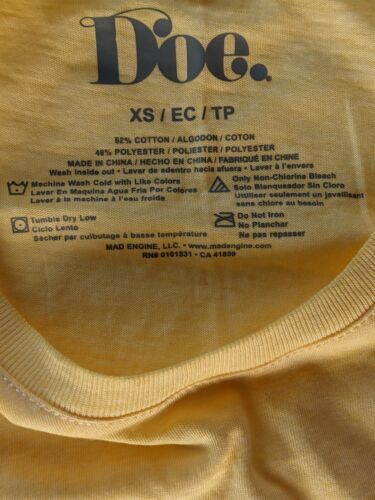 Doe.
XS / EC / TP
52% COTTON / ALGODON / COTON
48% POLYESTER / POLIESTER / POLYESTER
MADE IN CHINA / HECHO EN CHINA / FABRIQUÉ EN CHINE
Wash inside out • Lavar de adentro hacia afuera • Laver à l'envers
Machine Wash Cold with Like Colors
Lavar En Maquina Agua Fria Por Colores
Laver à la machine à l'eau froide
Only Non-Chlorine Bleach
Solo Blanqueador Sin Cloro
Utiliser seulement un javellisant
sans chlore au besoin
Tumble Dry Low
Ciclo Lento
Sécher par culbutage à basse température
Do Not Iron
No Planchar
Ne pas repasser
MAD ENGINE, LLC. • www.madengine.com
RN# 0101331 • CA 41859